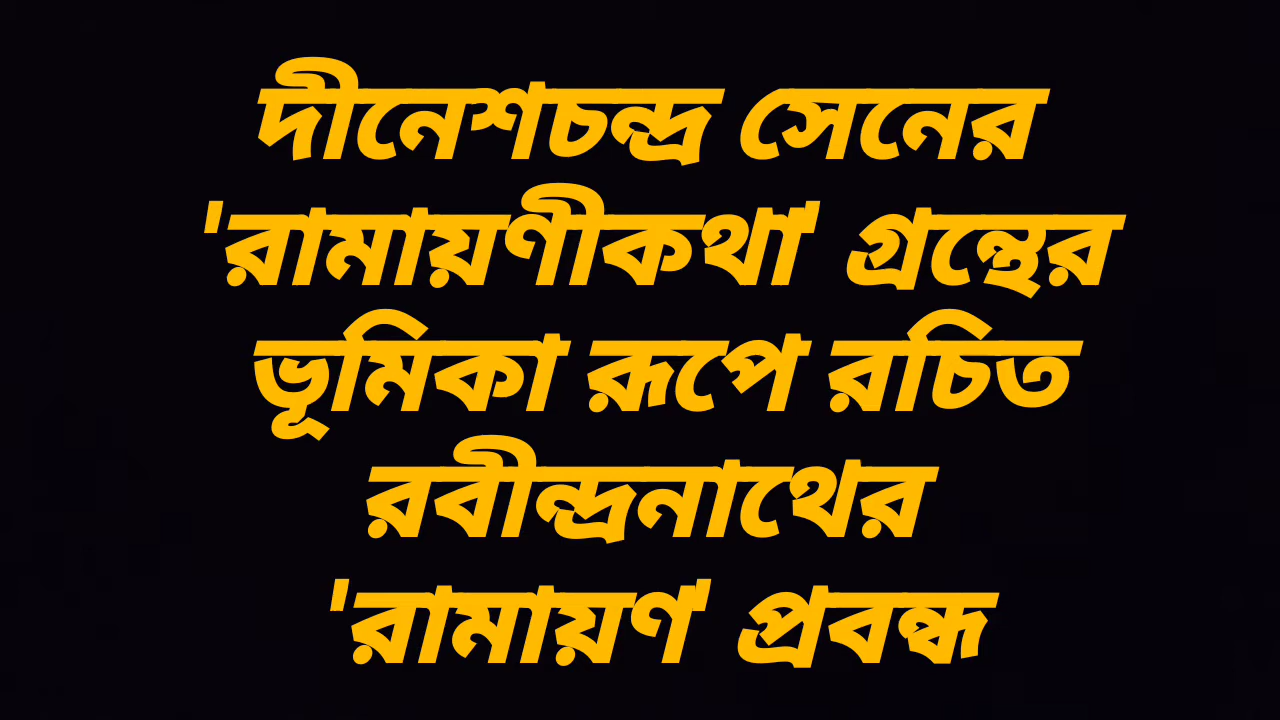 দীনেশচন্দ্র সেনের
'রামায়ণীকথা' গ্রন্থের
ভূমিকা রূপে রচিত
রবীন্দ্রনাথের
'রামায়ণ' প্রবন্ধ